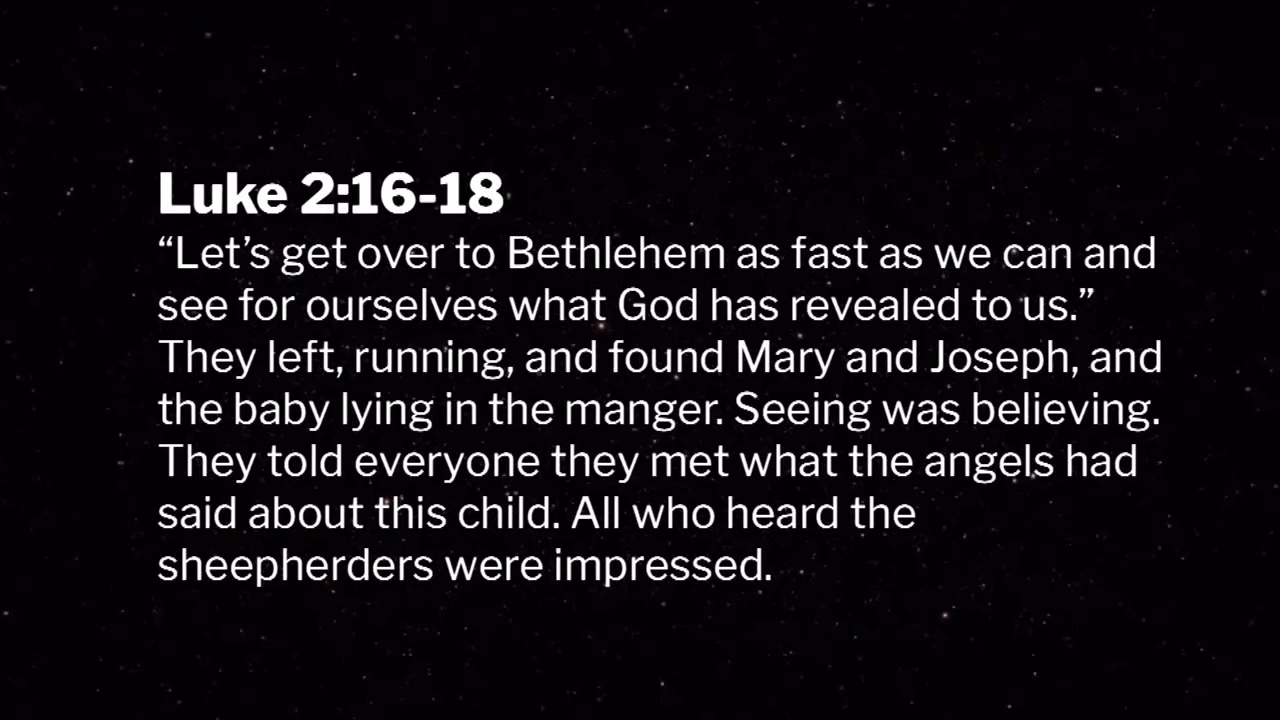 Luke 2:16-18
“Let’s get over to Bethlehem as fast as we can and
see for ourselves what God has revealed to us.”
They left, running, and found Mary and Joseph, and
the baby lying in the manger. Seeing was believing.
They told everyone they met what the angels had
said about this child. All who heard the
sheepherders were impressed.